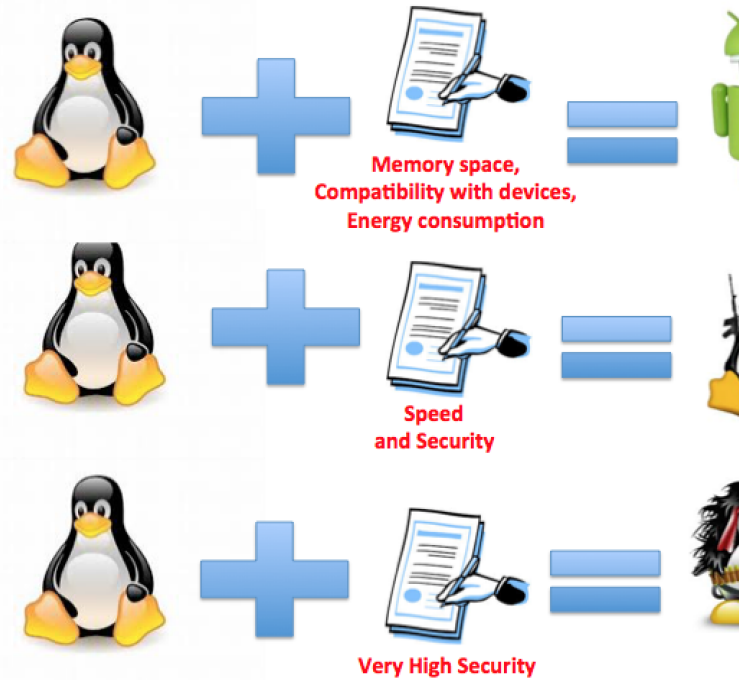 Memory space,
Compatibility with devices,
Energy consumption
Speed
and Security
Very High Security